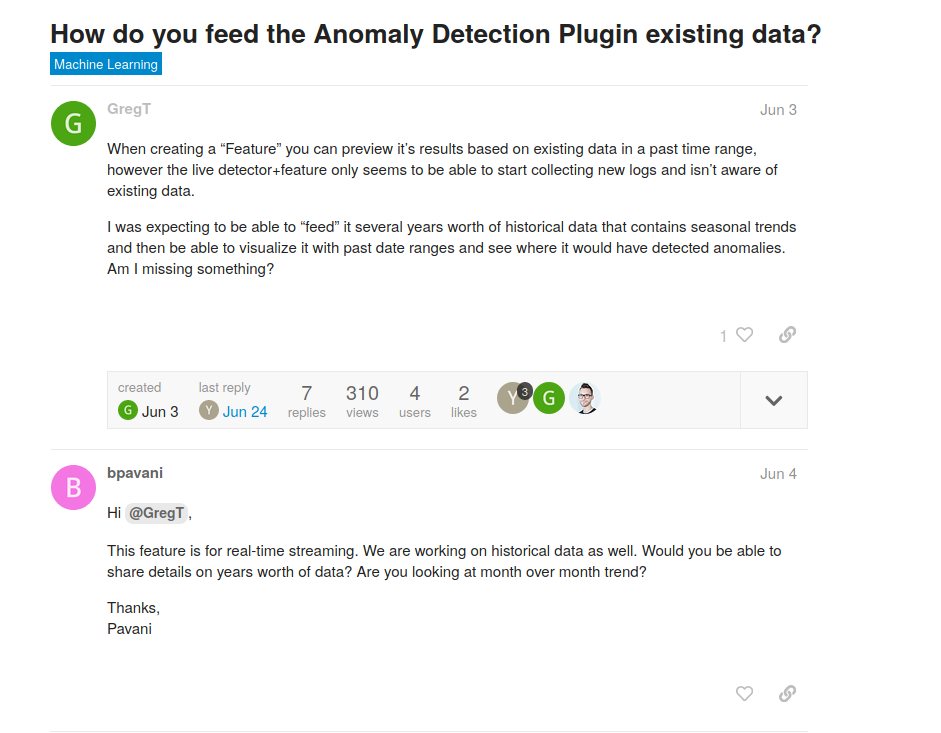 How do you feed the Anomaly Detection Plugin existing data?
Machine Learning
G
GregT
Jun 3
When creating a “Feature” you can preview it’s results based on existing data in a past time range,
however the live detector+feature only seems to be able to start collecting new logs and isn’t aware of
existing data.
I was expecting to be able to “feed” it several years worth of historical data that contains seasonal trends
and then be able to visualize it with past date ranges and see where it would have detected anomalies.
Am I missing something?
1
created
G Jun 3
last reply
Y Jun 24
7
replies
310
views
4
users
2
likes
Y 3 G
B
bpavani
Jun 4
Hi @GregT,
This feature is for real-time streaming. We are working on historical data as well. Would you be able to
share details on years worth of data? Are you looking at month over month trend?
Thanks,
Pavani